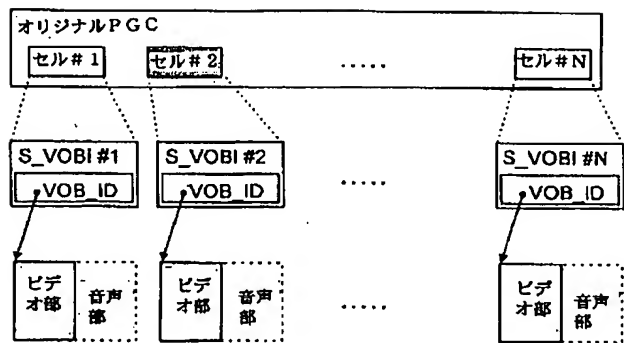 オリジナルPGC
セル#1 セル#2 ..... セル#N
S_VOBI #1 S_VOBI #2 S_VOBI #N
VOB_ID VOB_ID ..... VOB_ID
ビデオ部 音声部 ビデオ部 音声部 ..... ビデオ部 音声部